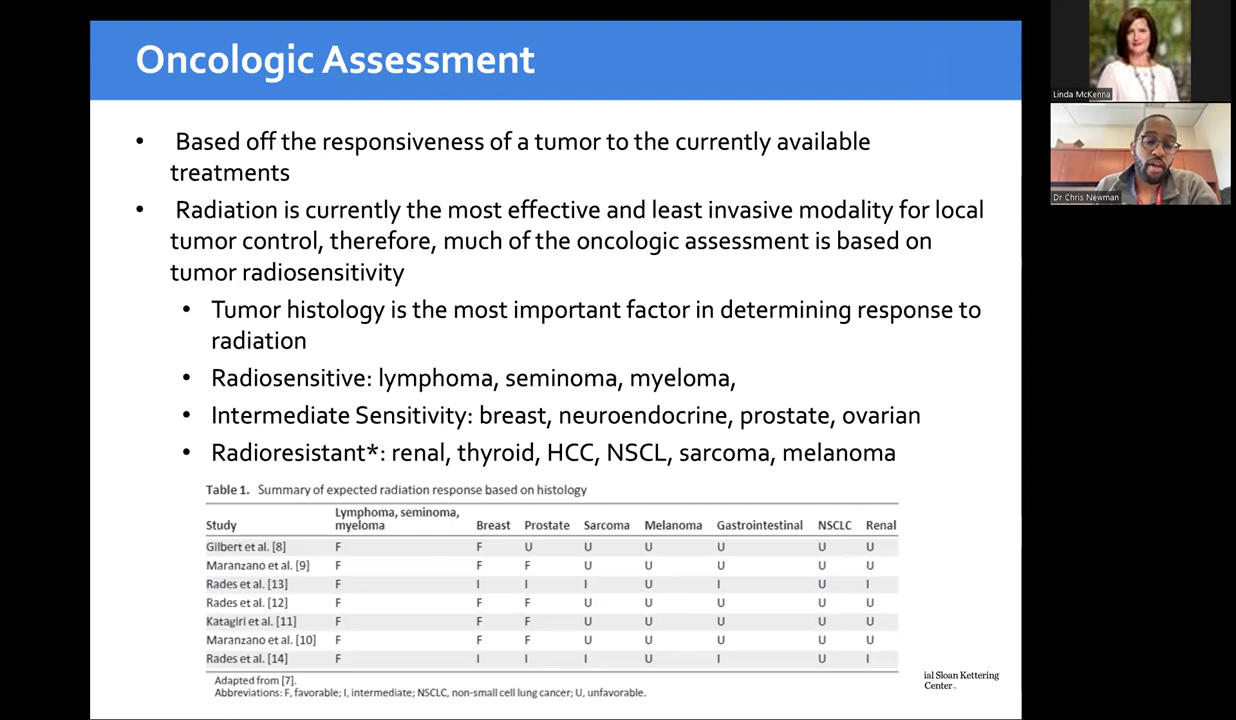 Oncologic Assessment
• Based off the responsiveness of a tumor to the currently available
treatments
• Radiation is currently the most effective and least invasive modality for local
tumor control, therefore, much of the oncologic assessment is based on
tumor radiosensitivity
• Tumor histology is the most important factor in determining response to
radiation
• Radiosensitive: lymphoma, seminoma, myeloma,
• Intermediate Sensitivity: breast, neuroendocrine, prostate, ovarian
• Radioresistant*: renal, thyroid, HCC, NSCL, sarcoma, melanoma
Table 1. Summary of expected radiation response based on histology
Study Lymphoma, seminoma, myeloma Breast Prostate Sarcoma Melanoma Gastrointestinal NSCLC Renal
Gilbert et al. [8] F F U U U U U U
Maranzano et al. [9] F F F U U U U U
Rades et al. [13] F I I I U I U I
Rades et al. [12] F F F U U U U U
Katagiri et al. [11] F F F U U U U U
Maranzano et al. [10] F F F U U U U U
Rades et al. [14] F I I I U I U I
Adapted from [7].
Abbreviations: F, favorable; I, intermediate; NSCLC, non-small cell lung cancer; U, unfavorable.
ial Sloan Kettering
Center™
Linda McKenna
Dr Chris Newman